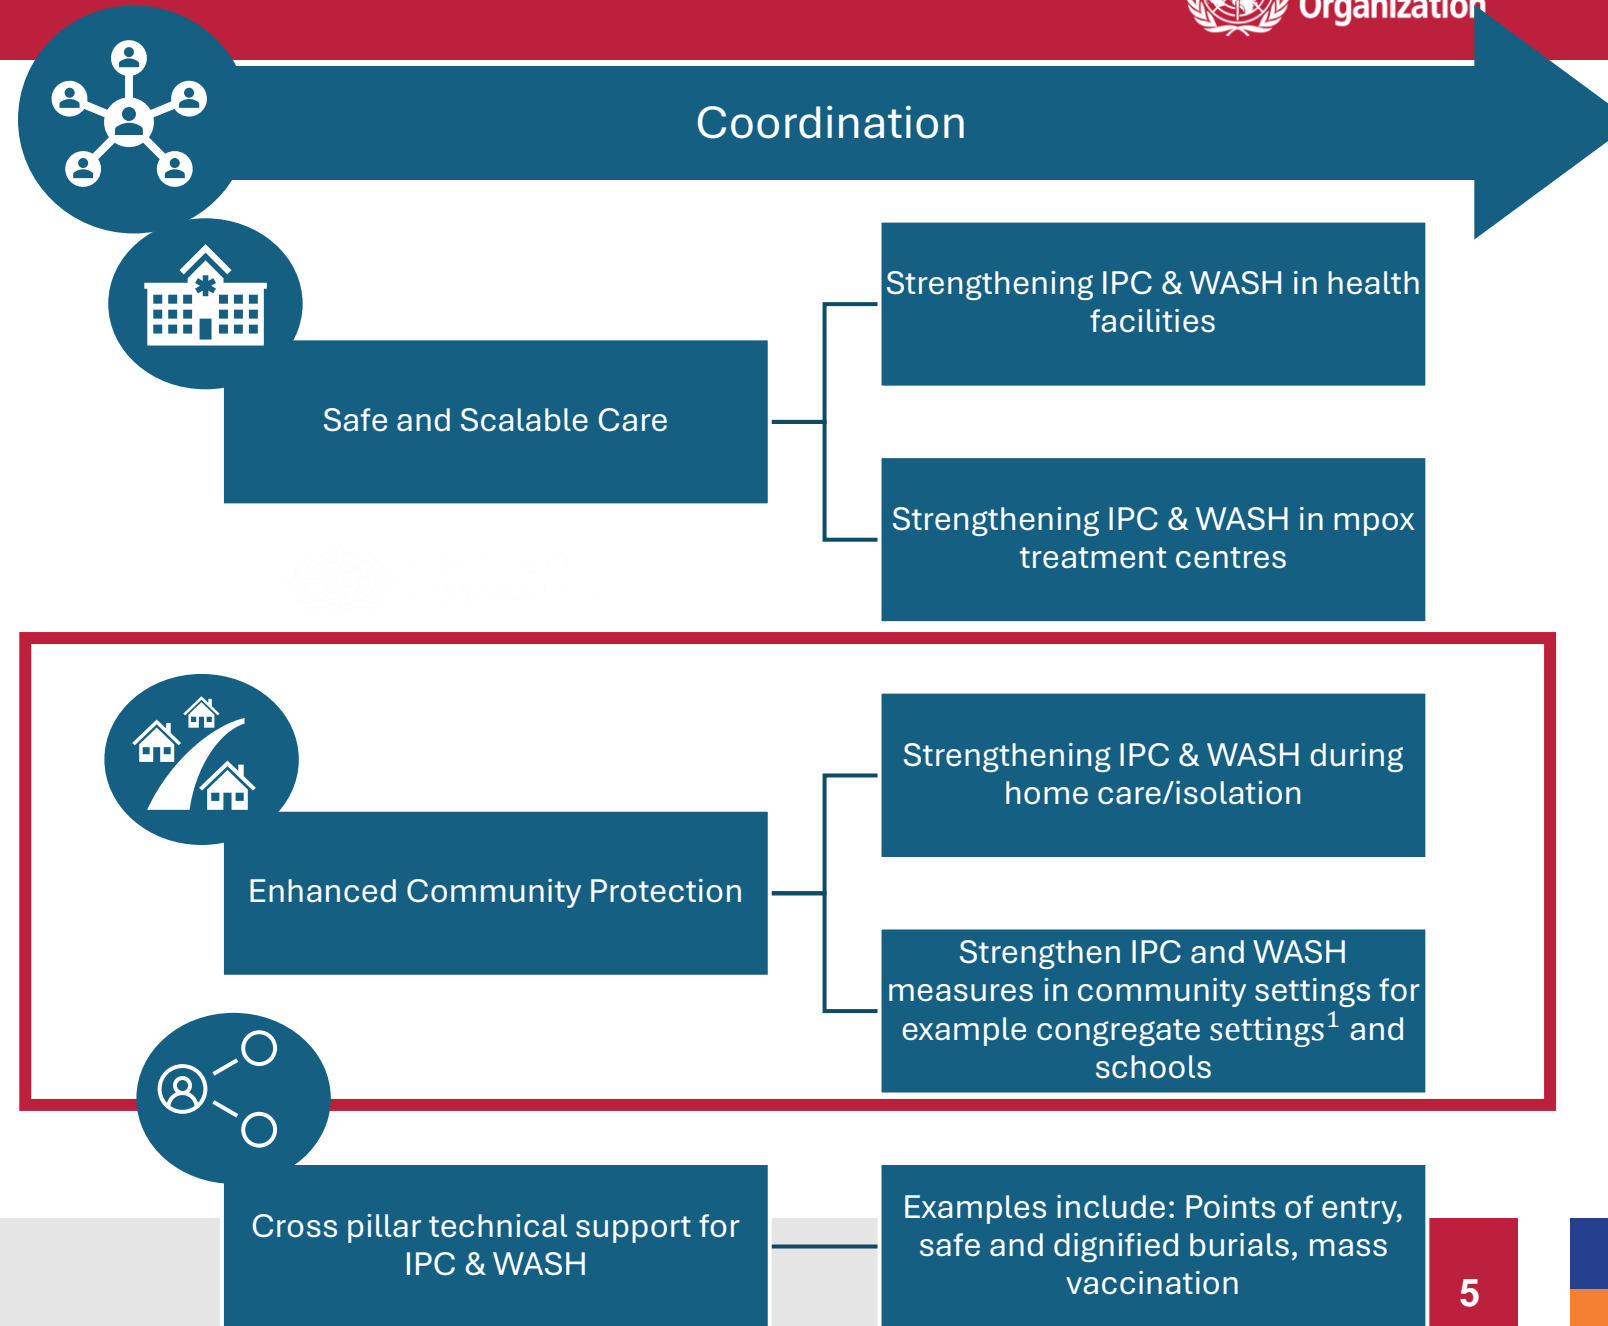 Organization
Coordination
Strengthening IPC & WASH in health
facilities
Safe and Scalable Care
Strengthening IPC & WASH in mpox
treatment centres
Strengthening IPC & WASH during
home care/isolation
Enhanced Community Protection
Strengthen IPC and WASH
measures in community settings for
example congregate settings¹ and
schools
Cross pillar technical support for
IPC & WASH
Examples include: Points of entry,
safe and dignified burials, mass
vaccination
5